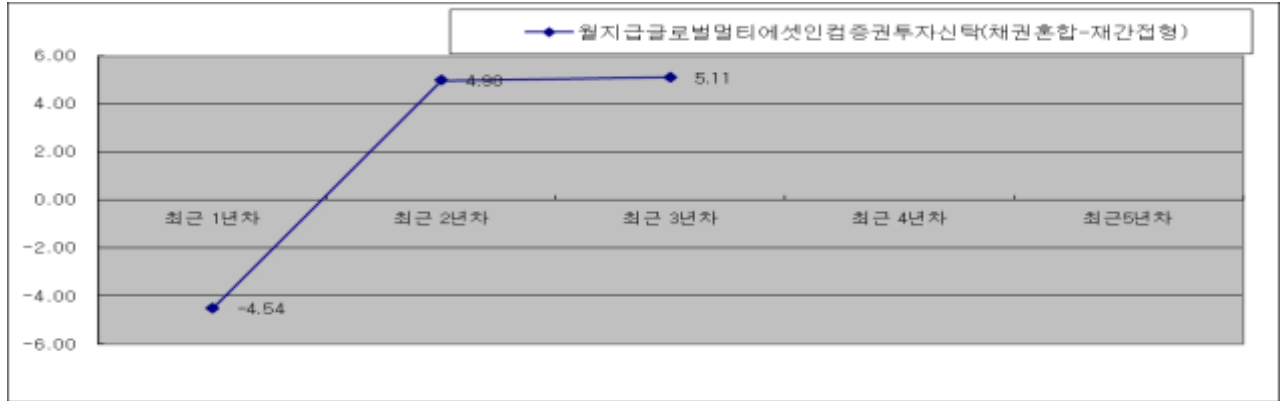 월지급글로벌멀티에셋인컴증권투자신탁(채권혼합-재간접형)
6.00
4.98
5.11
4.00
2.00
0.00
최근 1년차
최근 2년차
최근 3년차
최근 4년차
최근5년차
-2.00
-4.00
-4.54
-6.00